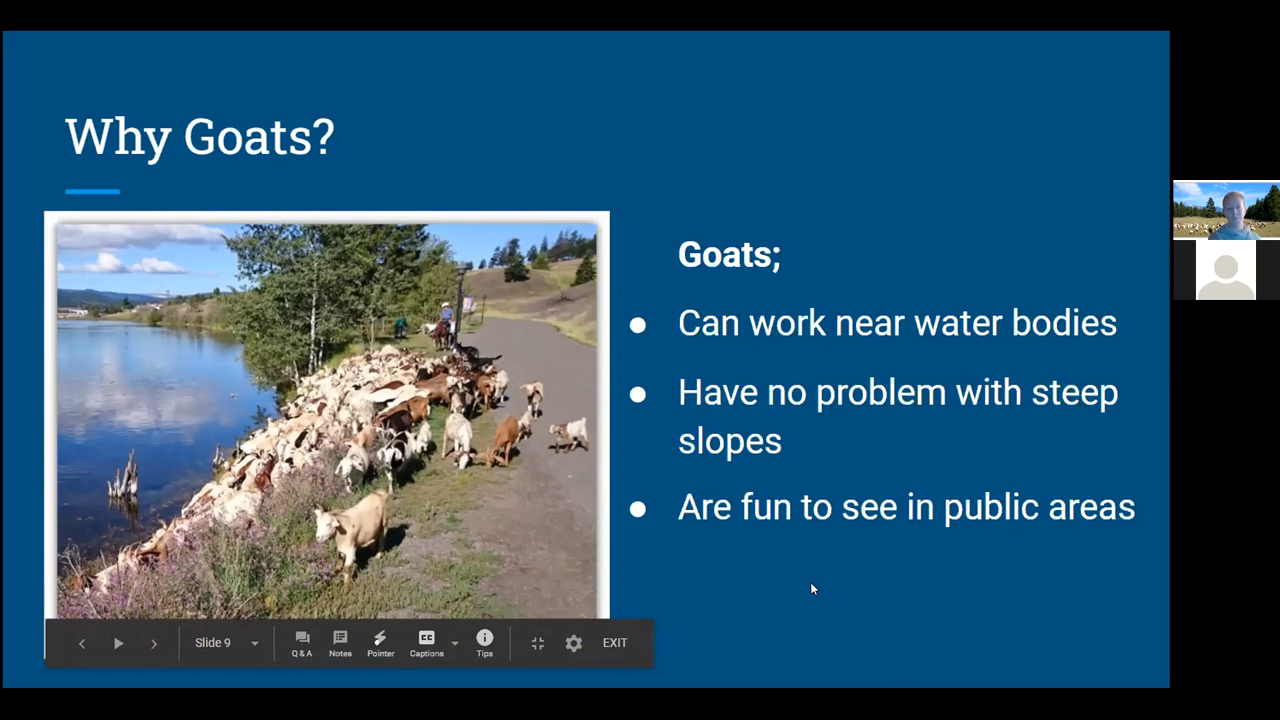 Why Goats?
Goats;
● Can work near water bodies
● Have no problem with steep
slopes
● Are fun to see in public areas
Slide 9
Q & A
Notes
Pointer
CC
Captions
Tips
EXIT